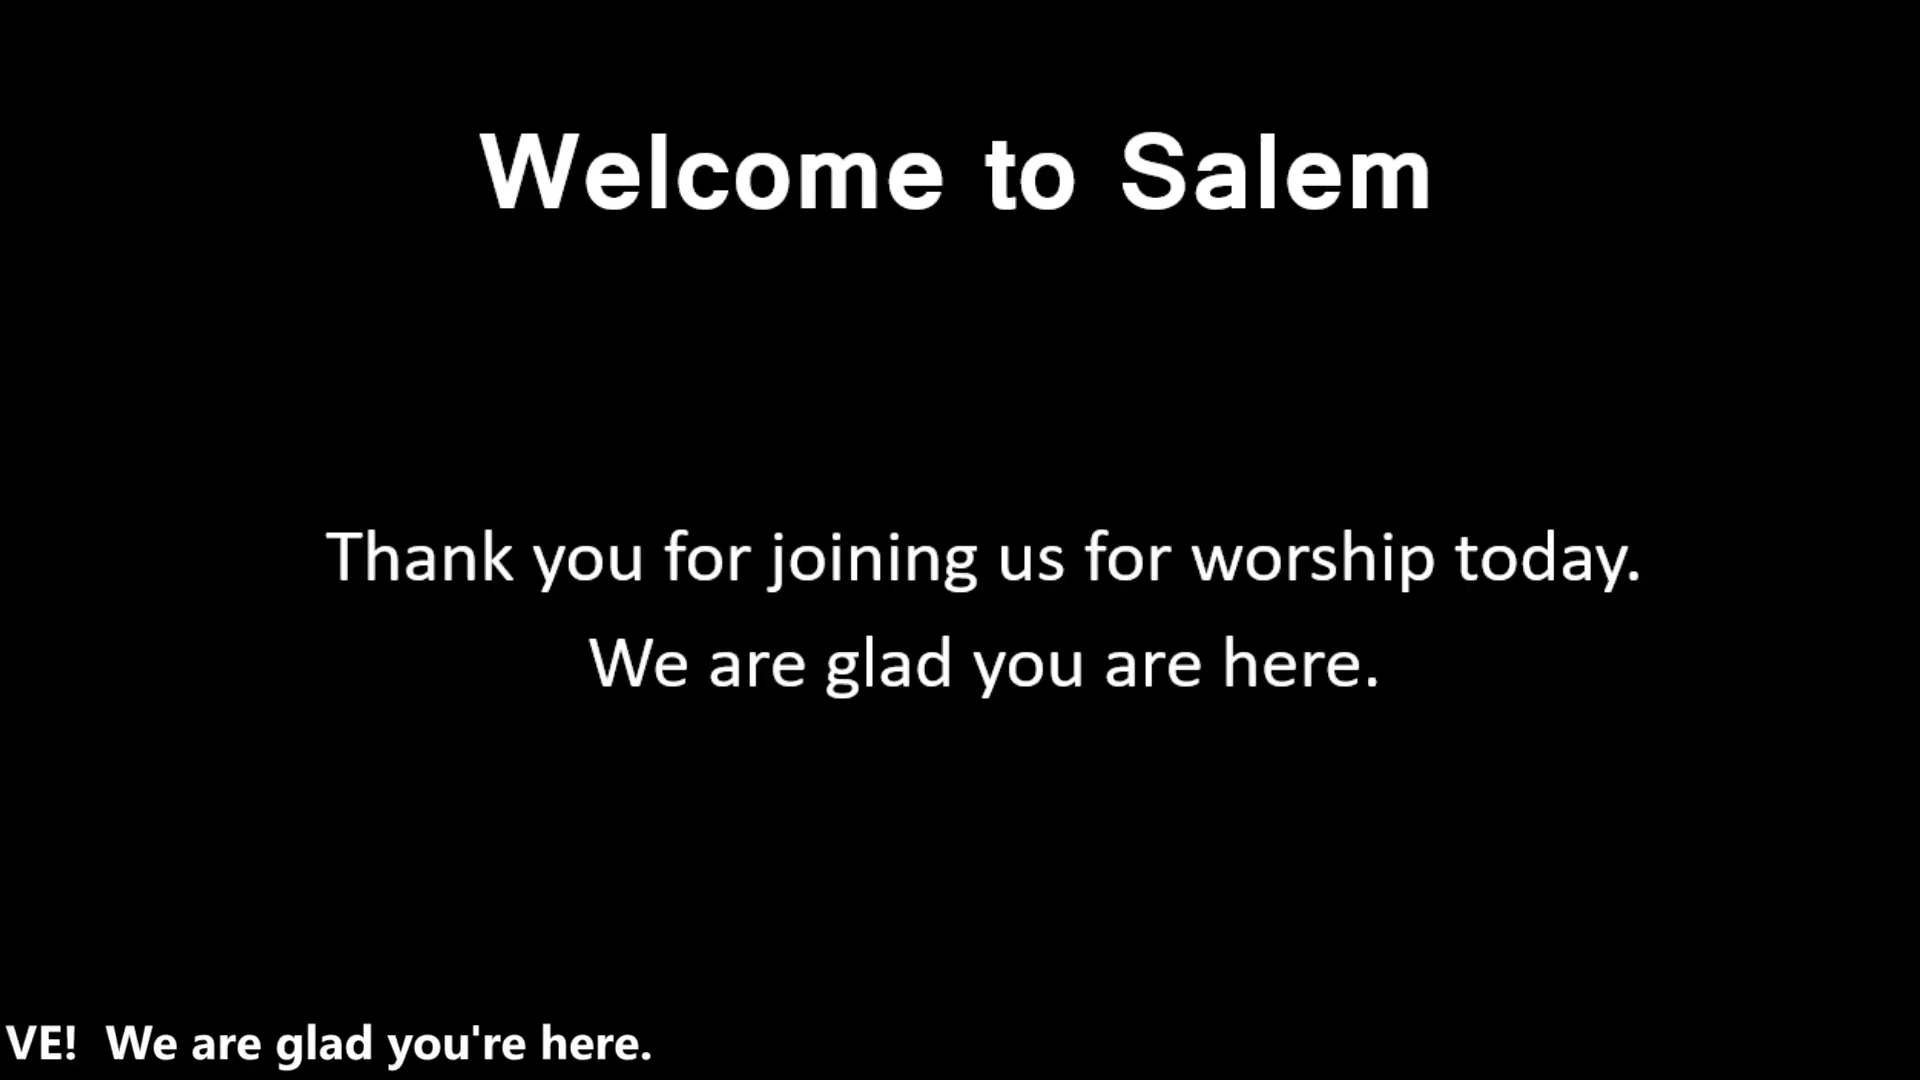 Welcome to Salem
Thank you for joining us for worship today.
We are glad you are here.
VE! We are glad you're here.